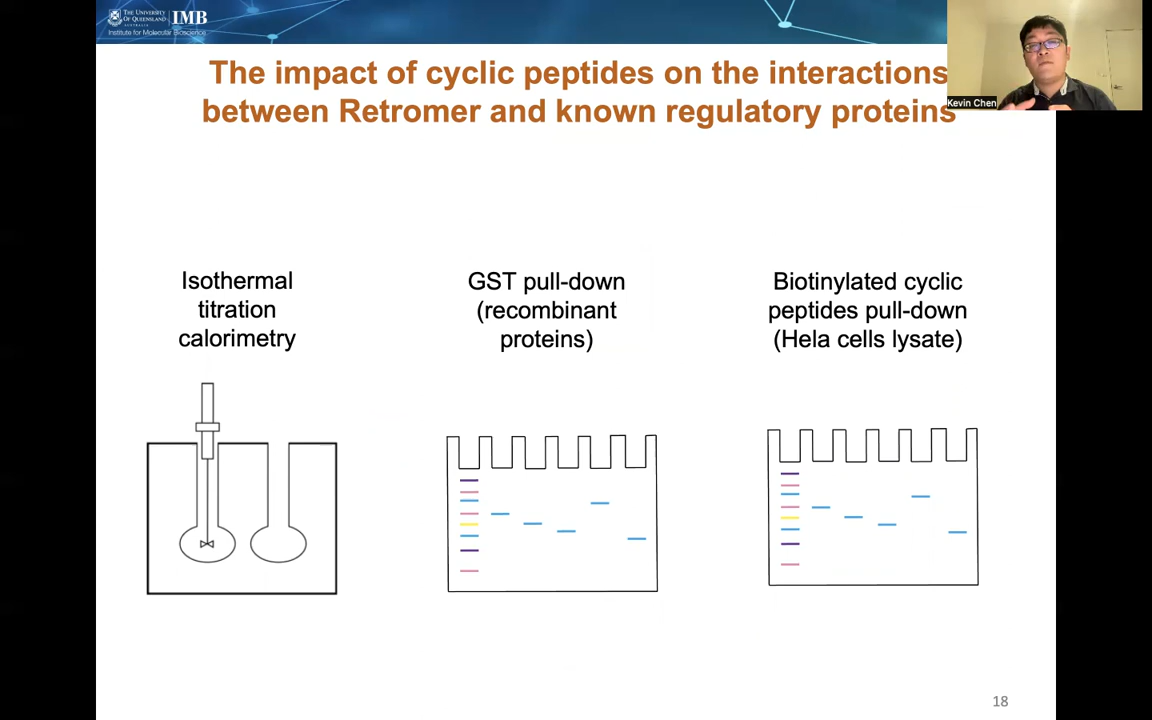 THE UNIVERSITY
OF QUEENSLAND
AUSTRALIA
IMB
Institute for Molecular Bioscience
The impact of cyclic peptides on the interactions
between Retromer and known regulatory proteins
Kevin Chen
Isothermal
titration
calorimetry
GST pull-down
(recombinant
proteins)
Biotinylated cyclic
peptides pull-down
(Hela cells lysate)
18